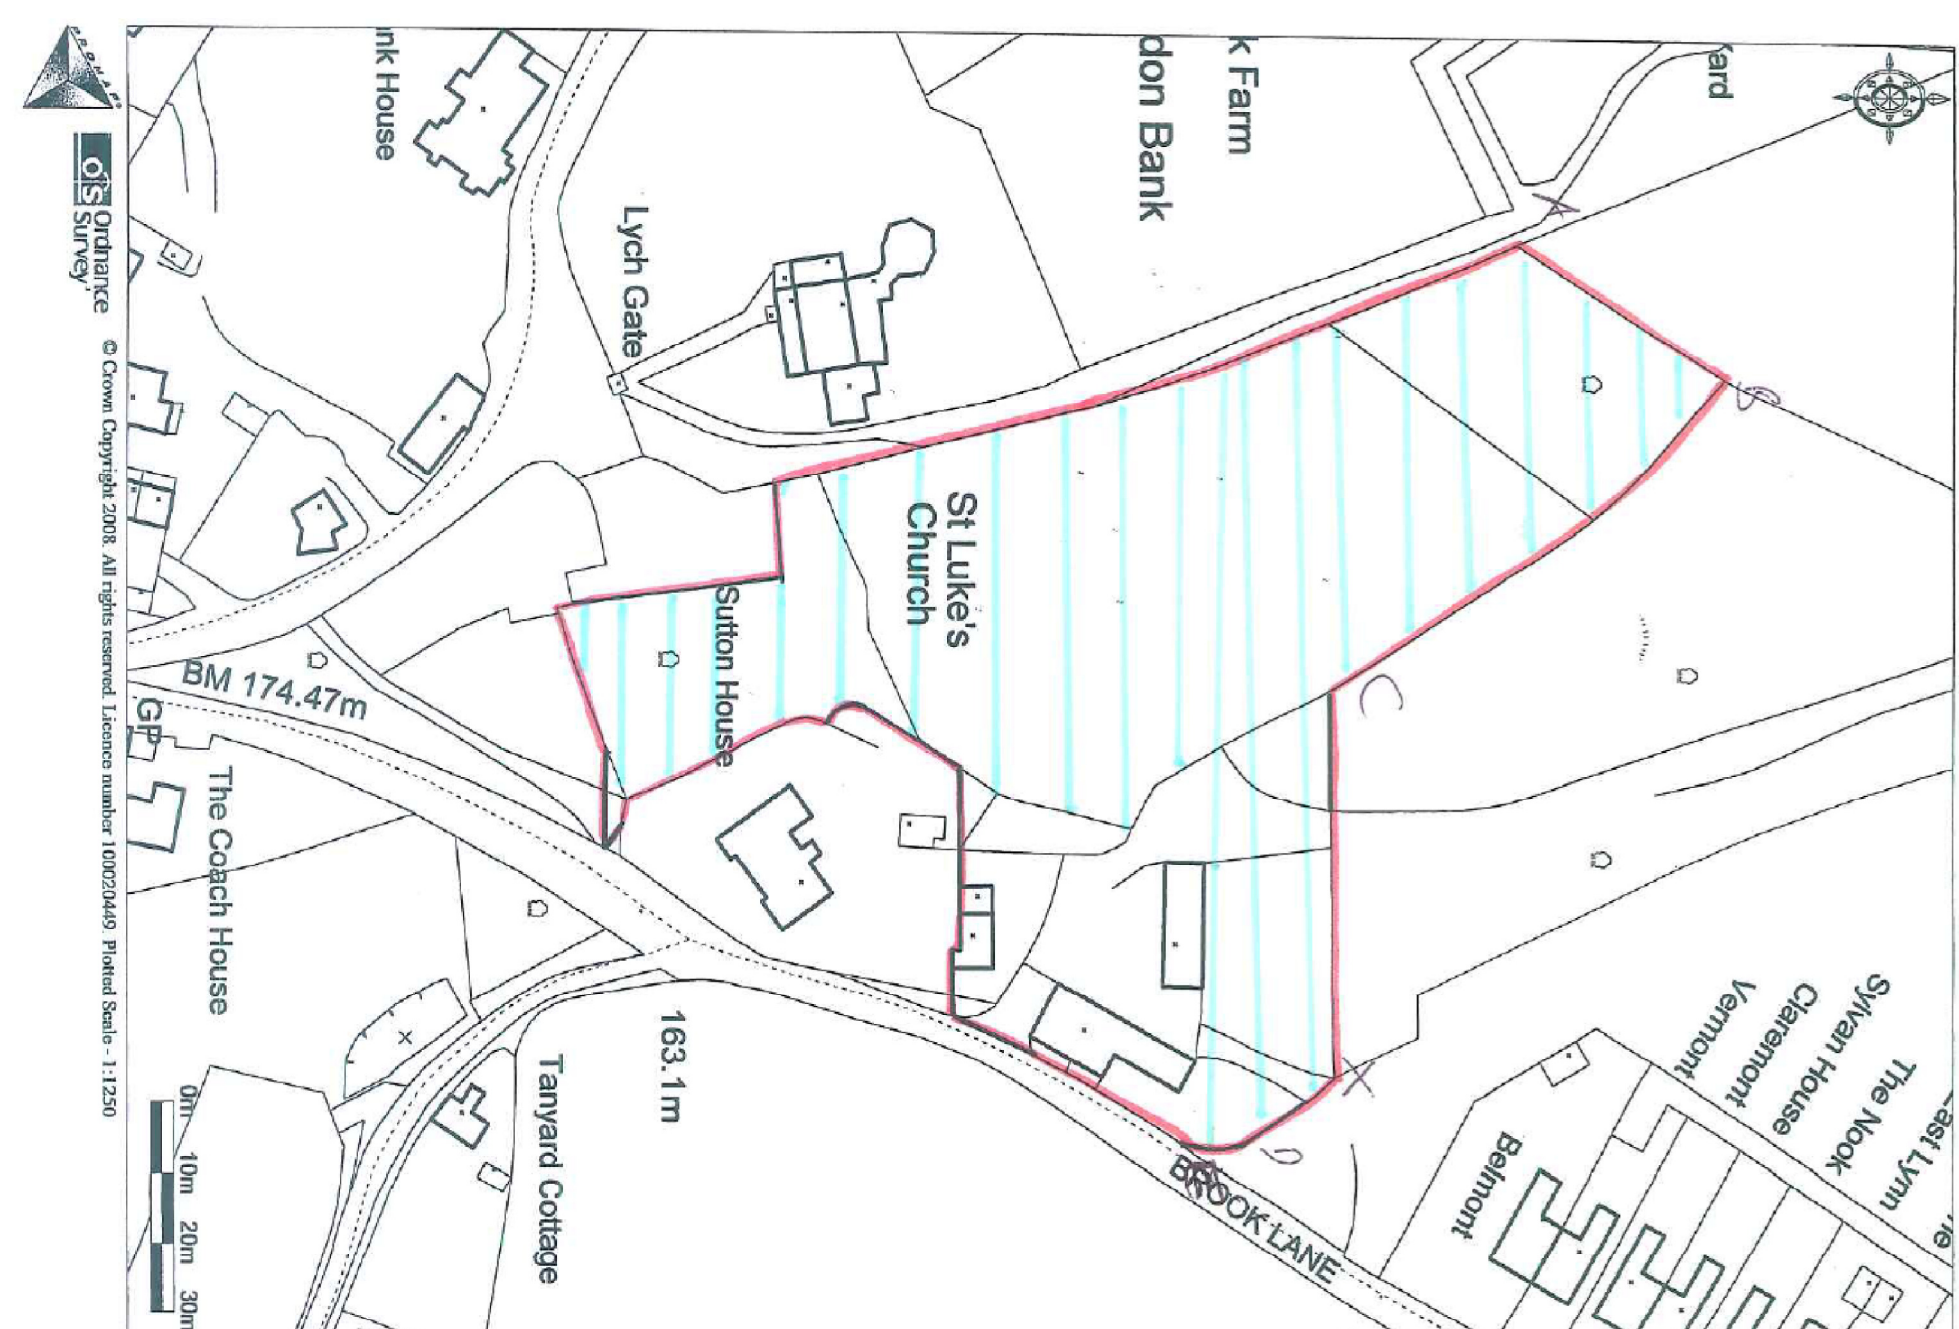 PROMAP
Ordnance
Survey
© Crown Copyright 2008. All rights reserved. Licence number 100020449. Plotted Scale - 1:1250
0m 10m 20m 30m
nk House
Lych Gate
don Bank
k Farm
ard
A
B
C
X
D
St Luke's
Church
Sutton House
BM 174.47m
GP
The Coach House
163.1m
Tanyard Cottage
BROOK LANE
Belmont
Vermont
Claremont
Sylvan House
The Nook
ast Lynn